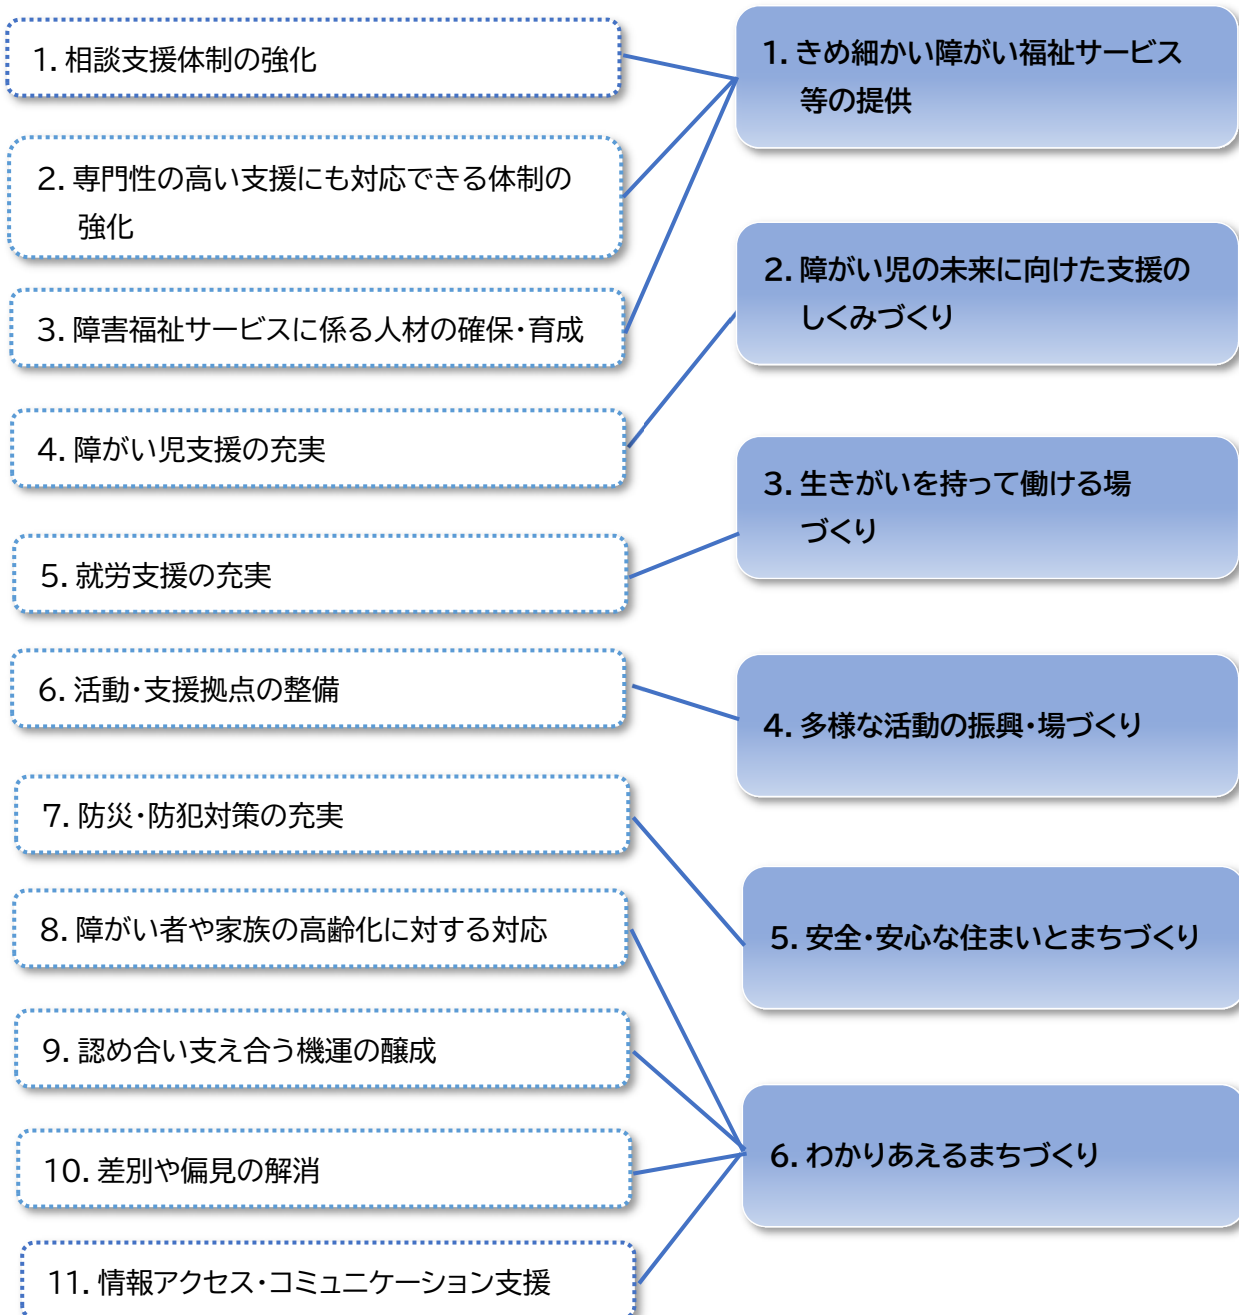 1. 相談支援体制の強化
2. 専門性の高い支援にも対応できる体制の
強化
3. 障害福祉サービスに係る人材の確保・育成
4. 障がい児支援の充実
5. 就労支援の充実
6. 活動・支援拠点の整備
7. 防災・防犯対策の充実
8. 障がい者や家族の高齢化に対する対応
9. 認め合い支え合う機運の醸成
10. 差別や偏見の解消
11. 情報アクセス・コミュニケーション支援
1. きめ細かい障がい福祉サービス
等の提供
2. 障がい児の未来に向けた支援の
しくみづくり
3. 生きがいを持って働ける場
づくり
4. 多様な活動の振興・場づくり
5. 安全・安心な住まいとまちづくり
6. わかりあえるまちづくり